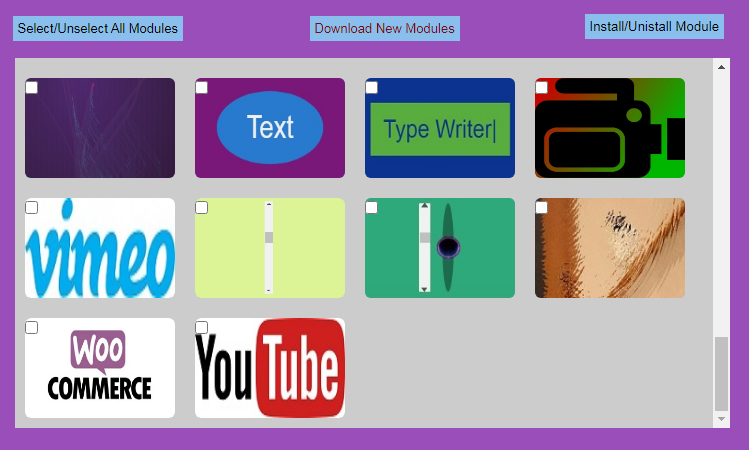 Select/Unselect All Modules
Download New Modules
Install/Unistall Module
Text
Type Writer|
vimeo
Woo
COMMERCE
YouTube